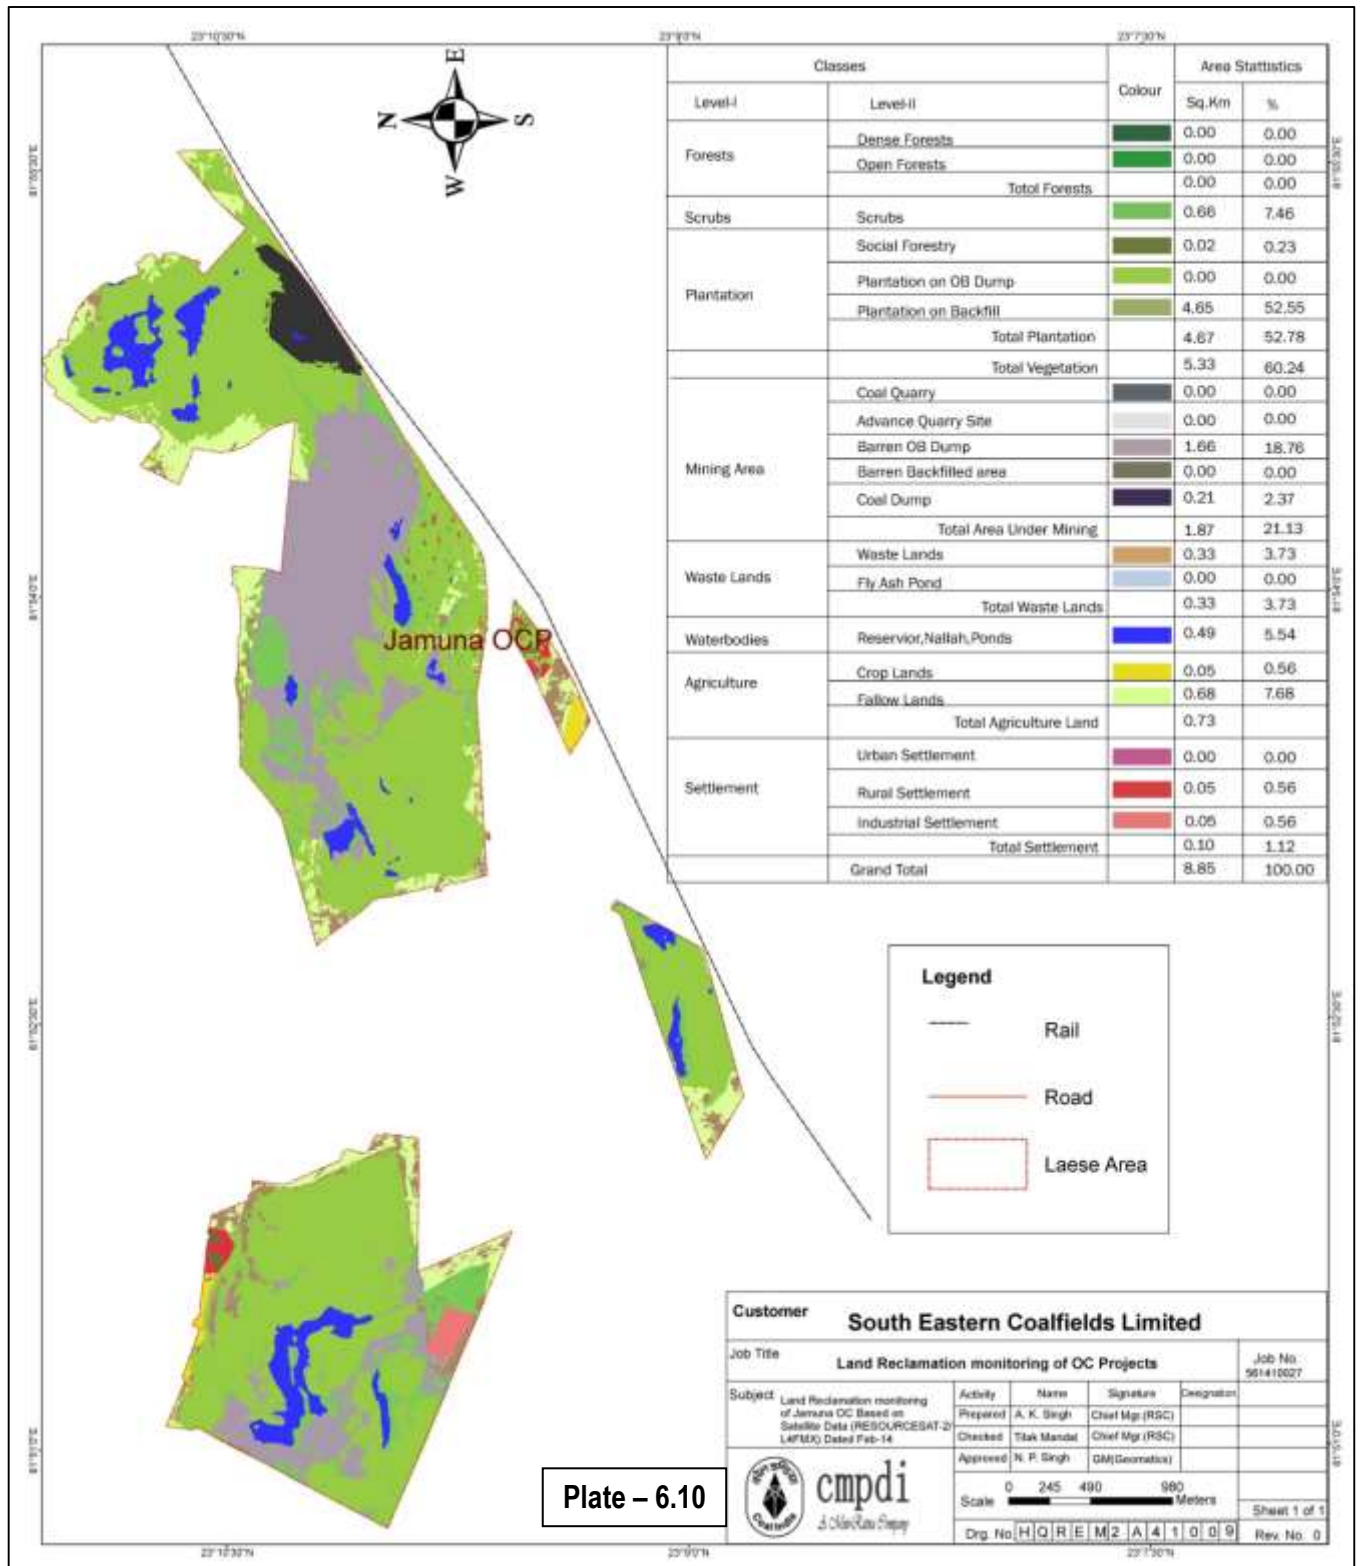 23°10'30"N 23°9'0"N 23°7'30"N
E
N S
W
Classes Colour Area Stattistics
Level-I Level-II Sq.Km %
Forests Dense Forests 0.00 0.00
Open Forests 0.00 0.00
Totol Forests 0.00 0.00
Scrubs Scrubs 0.66 7.46
Plantation Social Forestry 0.02 0.23
Plantation on OB Dump 0.00 0.00
Plantation on Backfill 4.65 52.55
Total Plantation 4.67 52.78
Total Vegetation 5.33 60.24
Mining Area Coal Quarry 0.00 0.00
Advance Quarry Site 0.00 0.00
Barren OB Dump 1.66 18.76
Barren Backfilled area 0.00 0.00
Coal Dump 0.21 2.37
Total Area Under Mining 1.87 21.13
Waste Lands Waste Lands 0.33 3.73
Fly Ash Pond 0.00 0.00
Total Waste Lands 0.33 3.73
Waterbodies Reservior,Nallah,Ponds 0.49 5.54
Agriculture Crop Lands 0.05 0.56
Fallow Lands 0.68 7.68
Total Agriculture Land 0.73
Settlement Urban Settlement 0.00 0.00
Rural Settlement 0.05 0.56
Industrial Settlement 0.05 0.56
Total Settlement 0.10 1.12
Grand Total 8.85 100.00
Jamuna OCP
Legend
Rail
Road
Laese Area
Customer South Eastern Coalfields Limited
Job Title Land Reclamation monitoring of OC Projects Job No. 561410027
Subject Land Reclamation monitoring
of Jamuna OC Based on
Satellite Data (RESOURCESAT-2/
L4FMX) Dated Feb-14
Activity Name Signature Designation
Prepared A. K. Singh Chief Mgr.(RSC)
Checked Tilak Mandal Chief Mgr.(RSC)
Approved N. P. Singh GM(Geomatics)
cmpdi
A Mini Ratna Company
Coal India
Scale 0 245 490 980 Meters
Sheet 1 of 1
Drg. No. H Q R E M 2 A 4 1 0 0 9 Rev. No. 0
Plate – 6.10
23°10'30"N 23°9'0"N 23°7'30"N